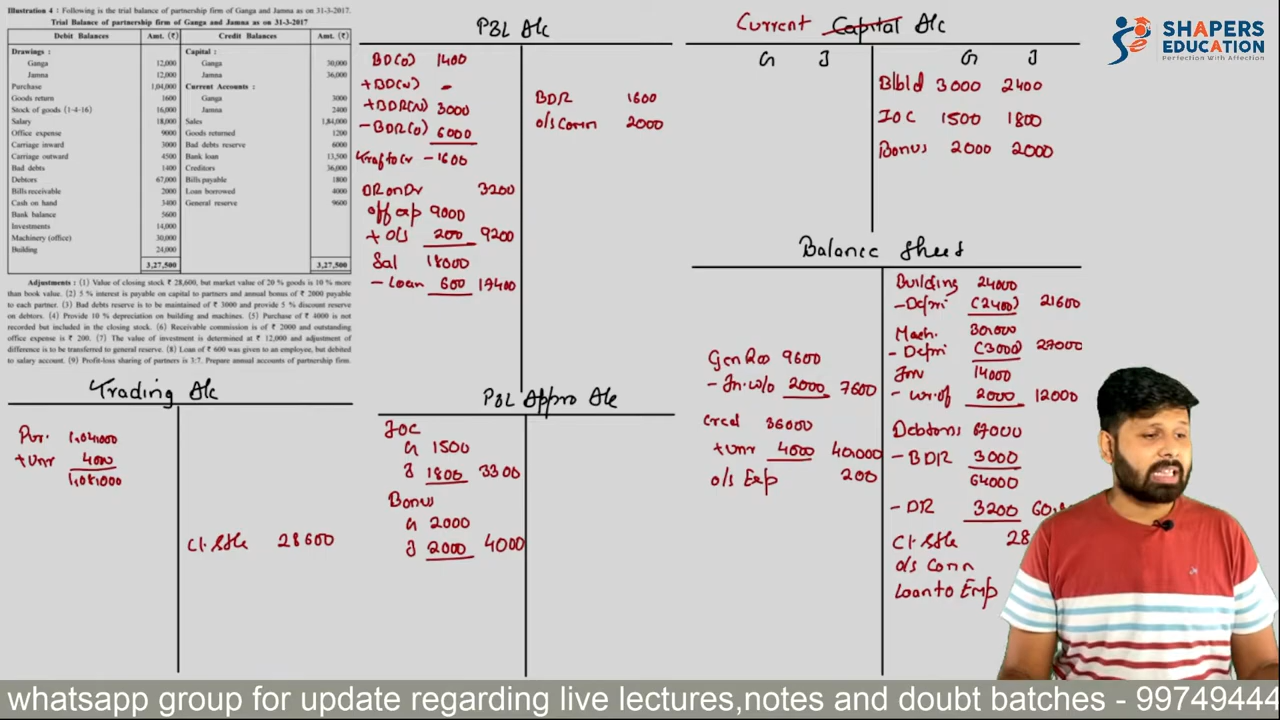 Illustration 4 : Following is the trial balance of partnership firm of Ganga and Jamna as on 31-3-2017.
Trial Balance of partnership firm of Ganga and Jamna as on 31-3-2017
Debit Balances Amt. (₹) Credit Balances Amt. (₹)
Drawings : Capital :
Ganga 12,000 Ganga 30,000
Jamna 12,000 Jamna 36,000
Purchase 1,04,000 Current Accounts :
Goods return 1600 Ganga 3000
Stock of goods (1-4-16) 16,000 Jamna 2400
Salary 18,000 Sales 1,84,000
Office expense 9000 Goods returned 1200
Carriage inward 3000 Bad debts reserve 6000
Carriage outward 4500 Bank loan 13,500
Bad debts 1400 Creditors 36,000
Debtors 67,000 Bills payable 1800
Bills receivable 2000 Loan borrowed 4000
Cash on hand 3400 General reserve 9600
Bank balance 5600
Investments 14,000
Machinery (office) 30,000
Building 24,000
3,27,500 3,27,500
Adjustments : (1) Value of closing stock ₹ 28,600, but market value of 20 % goods is 10 % more
than book value. (2) 5 % interest is payable on capital to partners and annual bonus of ₹ 2000 payable
to each partner. (3) Bad debts reserve is to be maintained of ₹ 3000 and provide 5 % discount reserve
on debtors. (4) Provide 10 % depreciation on building and machines. (5) Purchase of ₹ 4000 is not
recorded but included in the closing stock. (6) Receivable commission is of ₹ 2000 and outstanding
office expense is ₹ 200. (7) The value of investment is determined at ₹ 12,000 and adjustment of
difference is to be transferred to general reserve. (8) Loan of ₹ 600 was given to an employee, but debited
to salary account. (9) Profit-loss sharing of partners is 3:7. Prepare annual accounts of partnership firm.
P&L A/c
BD(O) 1400
+BD(N) -
+BDR(N) 3000
- BDR(O) 6000
Traf to Cr -1600
DR on Dr 3200
off exp 9000
+ O/S 200 9200
Sal 18000
- Loan 600 17400
BDR 1600
o/s Comm 2000
Current Capital A/c
G J
G J
Blbld 3000 2400
IOC 1500 1800
Bonus 2000 2000
SHAPERS
EDUCATION
Perfection With Affection
Trading A/c
Pur. 1,04,000
+Unr 4000
1,08,000
Cl. Stk 28600
P&L Appro A/c
IOC
G 1500
J 1800 3300
Bonus
G 2000
J 2000 4000
Balance Sheet
Gen Res 9600
- In. w/o 2000 7600
Cred 36000
+Unr 4000 40,000
o/s Exp 200
Building 24000
- Depri (2400) 21600
Mach. 30,000
- Depri (3000) 27000
Inv 14000
- wr. of 2000 12000
Debtors 67000
- BDR 3000
64000
- DR 3200 60,
Cl. Stk 28
o/s Comm
Loan to Emp
whatsapp group for update regarding live lectures,notes and doubt batches - 99749444